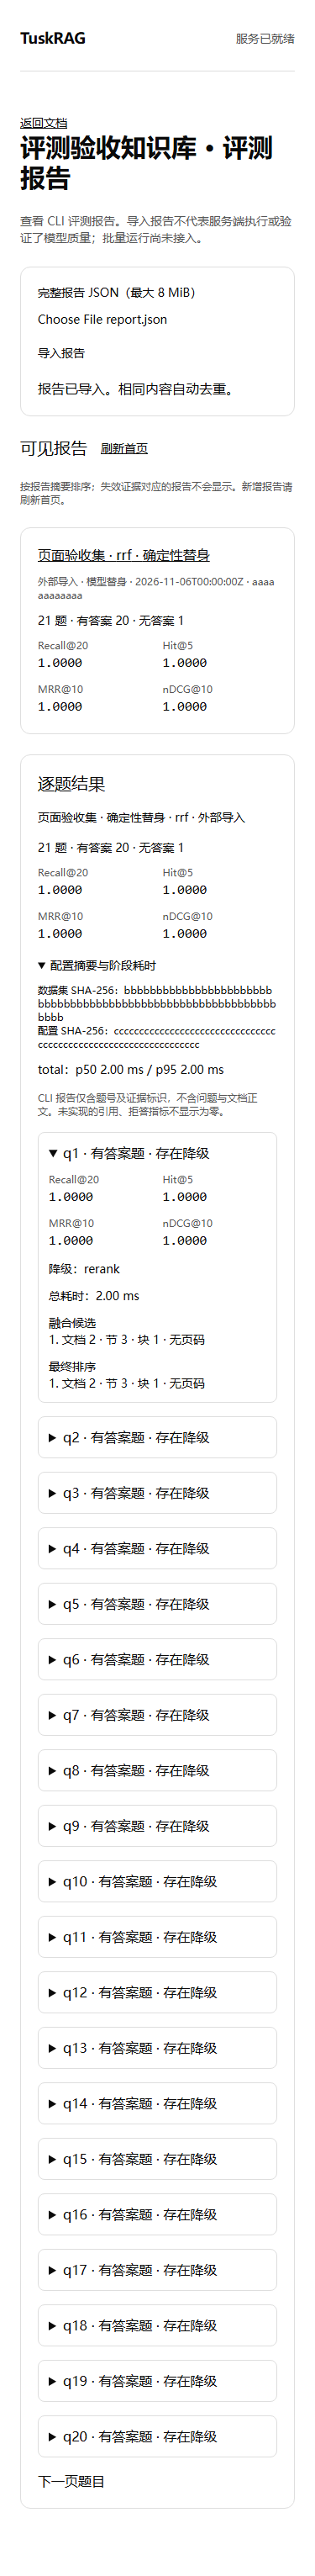 TuskRAG
服务已就绪
返回文档
评测验收知识库 · 评测
报告
查看 CLI 评测报告。导入报告不代表服务端执行或验
证了模型质量；批量运行尚未接入。
完整报告 JSON（最大 8 MiB）
Choose File report.json
导入报告
报告已导入。相同内容自动去重。
可见报告 刷新首页
按报告摘要排序；失效证据对应的报告不会显示。新增报告请
刷新首页。
页面验收集 · rrf · 确定性替身
外部导入 · 模型替身 · 2026-11-06T00:00:00Z · aaaa
aaaaaaaa
21 题 · 有答案 20 · 无答案 1
Recall@20 Hit@5
1.0000 1.0000
MRR@10 nDCG@10
1.0000 1.0000
逐题结果
页面验收集 · 确定性替身 · rrf · 外部导入
21 题 · 有答案 20 · 无答案 1
Recall@20 Hit@5
1.0000 1.0000
MRR@10 nDCG@10
1.0000 1.0000
▼ 配置摘要与阶段耗时
数据集 SHA-256：bbbbbbbbbbbbbbbbbbbbbbb
bbbbbbbbbbbbbbbbbbbbbbbbbbbbbbbbbbbbb
bbbb
配置 SHA-256：cccccccccccccccccccccccccccccccc
cccccccccccccccccccccccccccccccc
total：p50 2.00 ms / p95 2.00 ms
CLI 报告仅含题号及证据标识，不含问题与文档正
文。未实现的引用、拒答指标不显示为零。
▼ q1 · 有答案题 · 存在降级
Recall@20 Hit@5
1.0000 1.0000
MRR@10 nDCG@10
1.0000 1.0000
降级：rerank
总耗时：2.00 ms
融合候选
1. 文档 2 · 节 3 · 块 1 · 无页码
最终排序
1. 文档 2 · 节 3 · 块 1 · 无页码
▶ q2 · 有答案题 · 存在降级
▶ q3 · 有答案题 · 存在降级
▶ q4 · 有答案题 · 存在降级
▶ q5 · 有答案题 · 存在降级
▶ q6 · 有答案题 · 存在降级
▶ q7 · 有答案题 · 存在降级
▶ q8 · 有答案题 · 存在降级
▶ q9 · 有答案题 · 存在降级
▶ q10 · 有答案题 · 存在降级
▶ q11 · 有答案题 · 存在降级
▶ q12 · 有答案题 · 存在降级
▶ q13 · 有答案题 · 存在降级
▶ q14 · 有答案题 · 存在降级
▶ q15 · 有答案题 · 存在降级
▶ q16 · 有答案题 · 存在降级
▶ q17 · 有答案题 · 存在降级
▶ q18 · 有答案题 · 存在降级
▶ q19 · 有答案题 · 存在降级
▶ q20 · 有答案题 · 存在降级
下一页题目